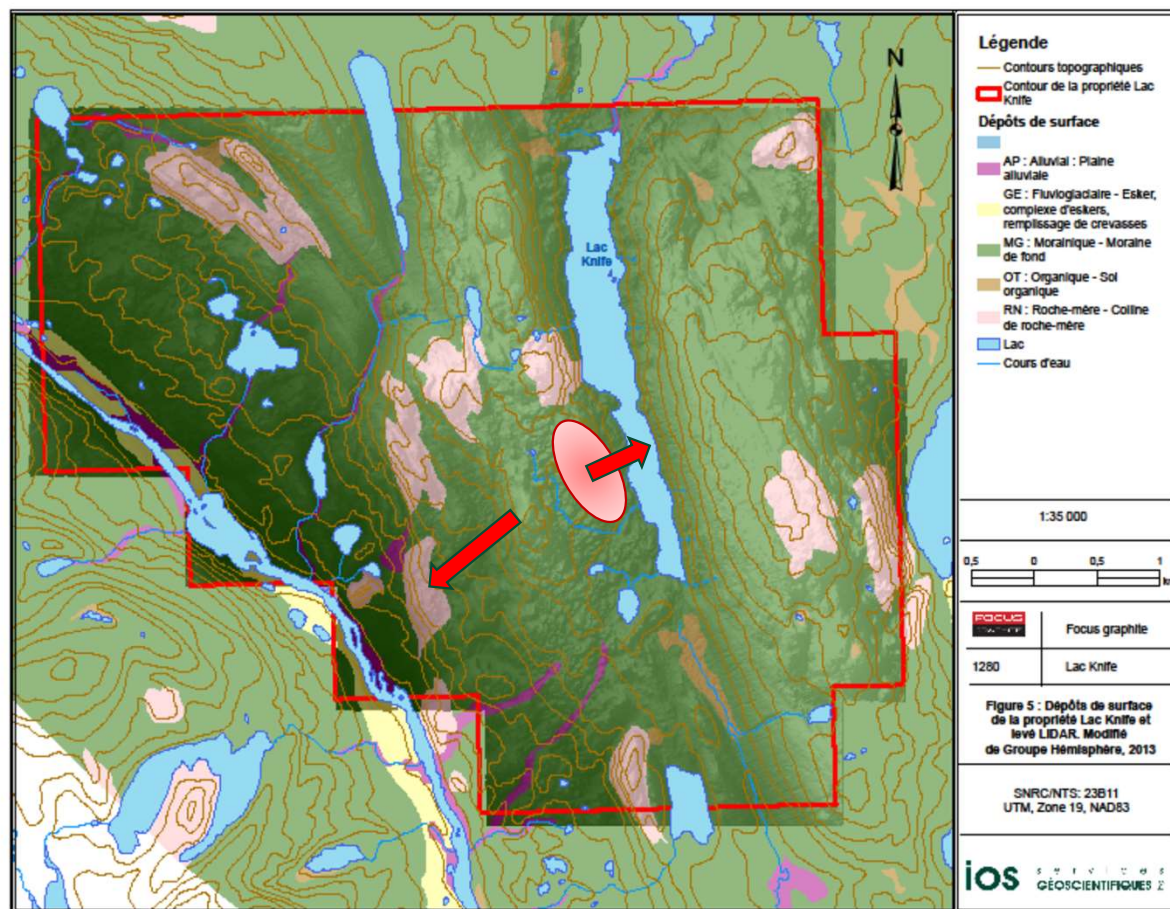 N
Lac
Knife
Légende
Contours topographiques
Contour de la propriété Lac
Knife
Dépôts de surface
AP : Alluvial : Plaine
alluviale
GE : Fluvioglaciaire - Esker,
complexe d'eskers,
remplissage de crevasses
MG : Morainique - Moraine
de fond
OT : Organique - Sol
organique
RN : Roche-mère - Colline
de roche-mère
Lac
Cours d'eau
1:35 000
0,5 0 0,5 1
FOCUS
Focus graphite
1280 Lac Knife
Figure 5 : Dépôts de surface
de la propriété Lac Knife et
levé LIDAR. Modifié
de Groupe Hémisphère, 2013
SNRC/NTS: 23B11
UTM, Zone 19, NAD83
iOS services
GÉOSCIENTIFIQUES